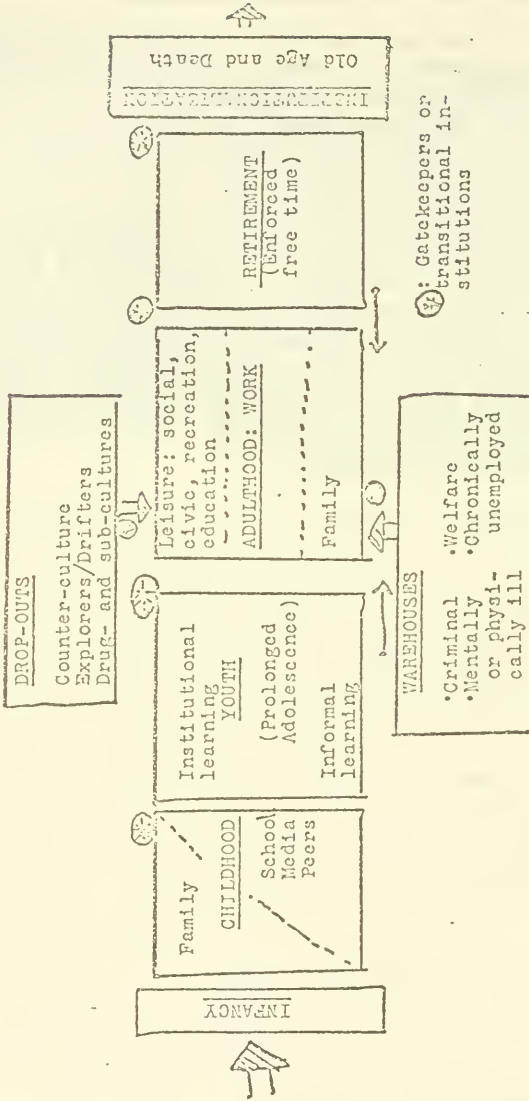 DROP-OUTS
Counter-culture
Explorers/Drifters
Drug- and sub-cultures
INFANCY
Family
CHILDHOOD
School
Media
Peers
Institutional
learning
YOUTH
(Prolonged
Adolescence)
Informal
learning
Leisure: social,
civic, recreation,
education
ADULTHOOD: WORK
Family
RETIREMENT
(Enforced
free time)
INSTITUTIONALIZATION
Old Age and Death
WAREHOUSES
•Criminal
•Mentally
or physi-
cally ill
•Welfare
•Chronically
unemployed
: Gatekeepers or
transitional in-
stitutions